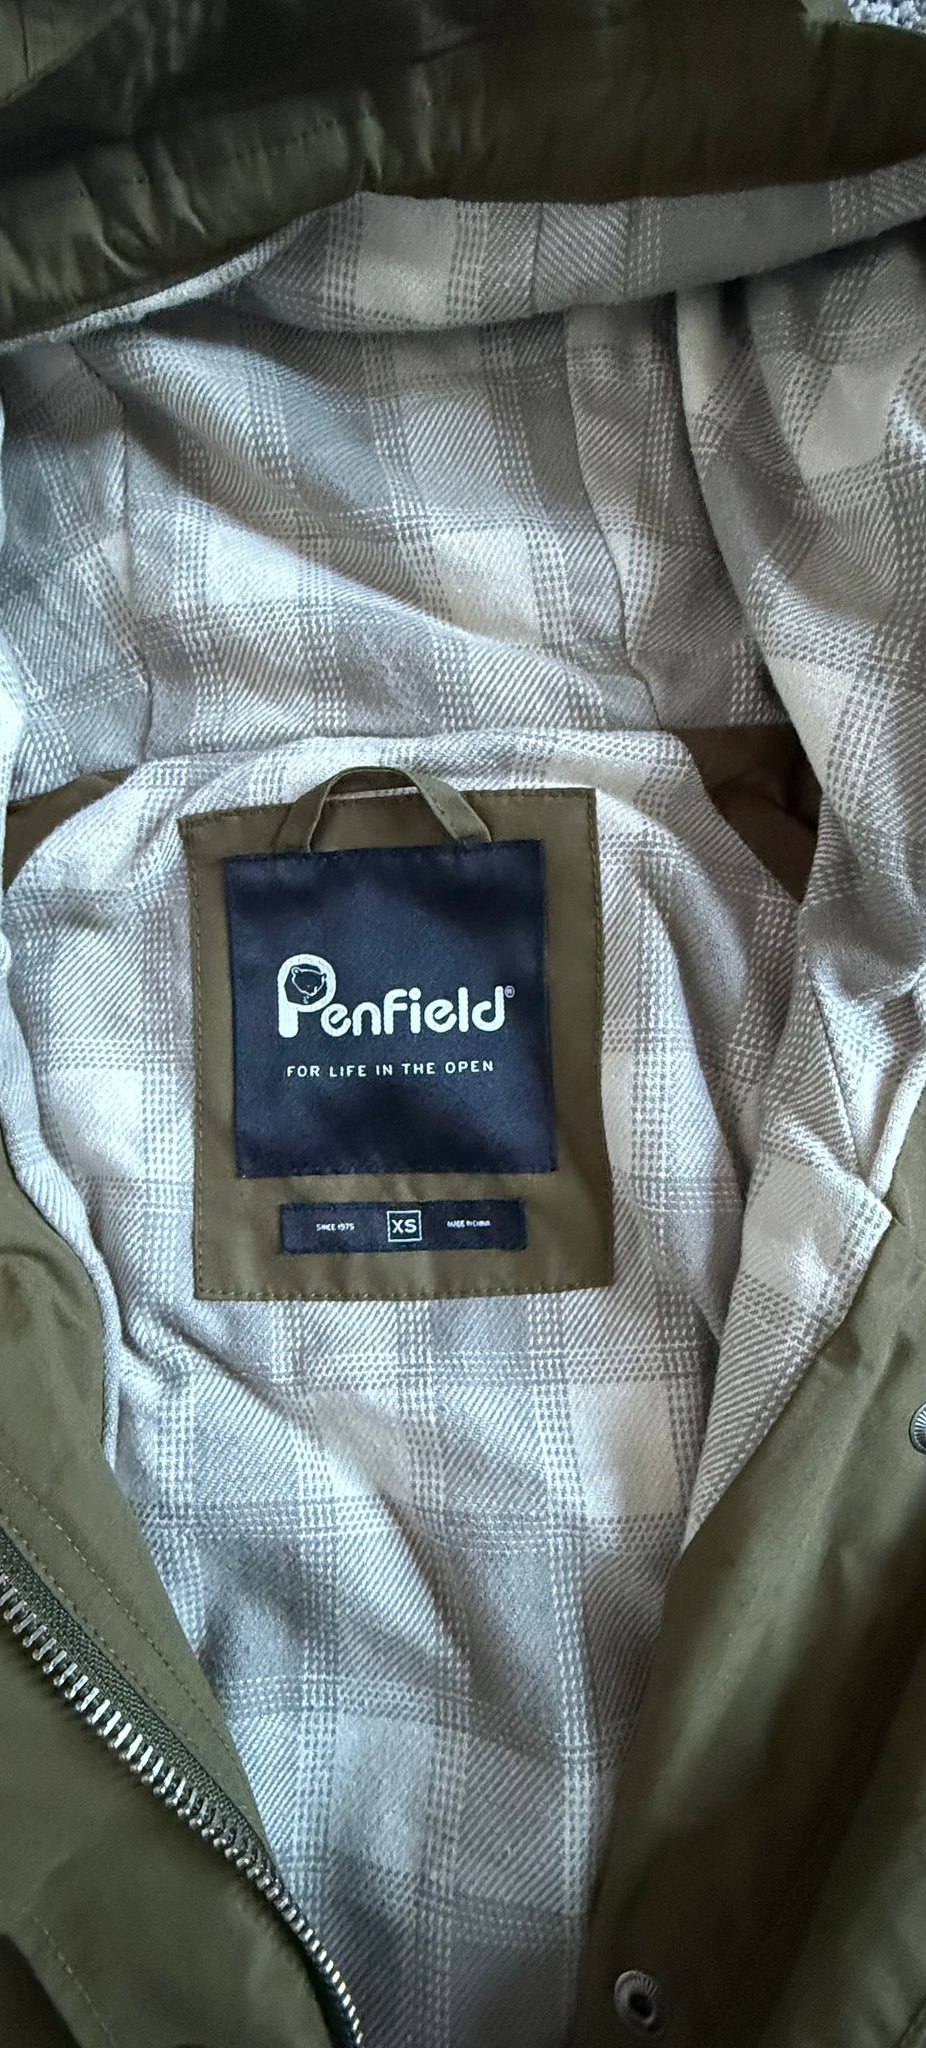 Penfield®
FOR LIFE IN THE OPEN
SINCE 1975 XS MADE IN CHINA